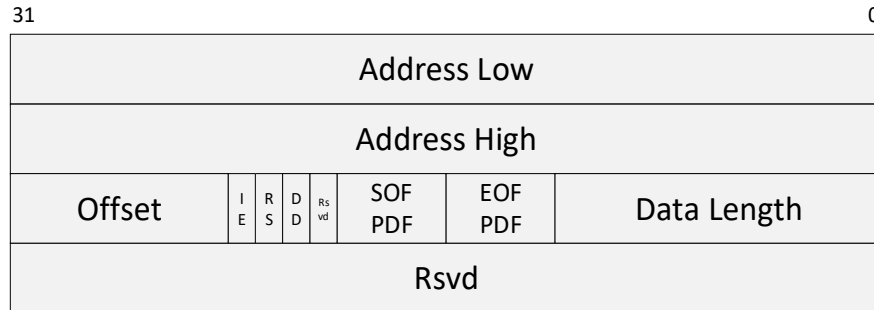 31 0
Address Low
Address High
Offset I E R S D D Rs vd SOF PDF EOF PDF Data Length
Rsvd